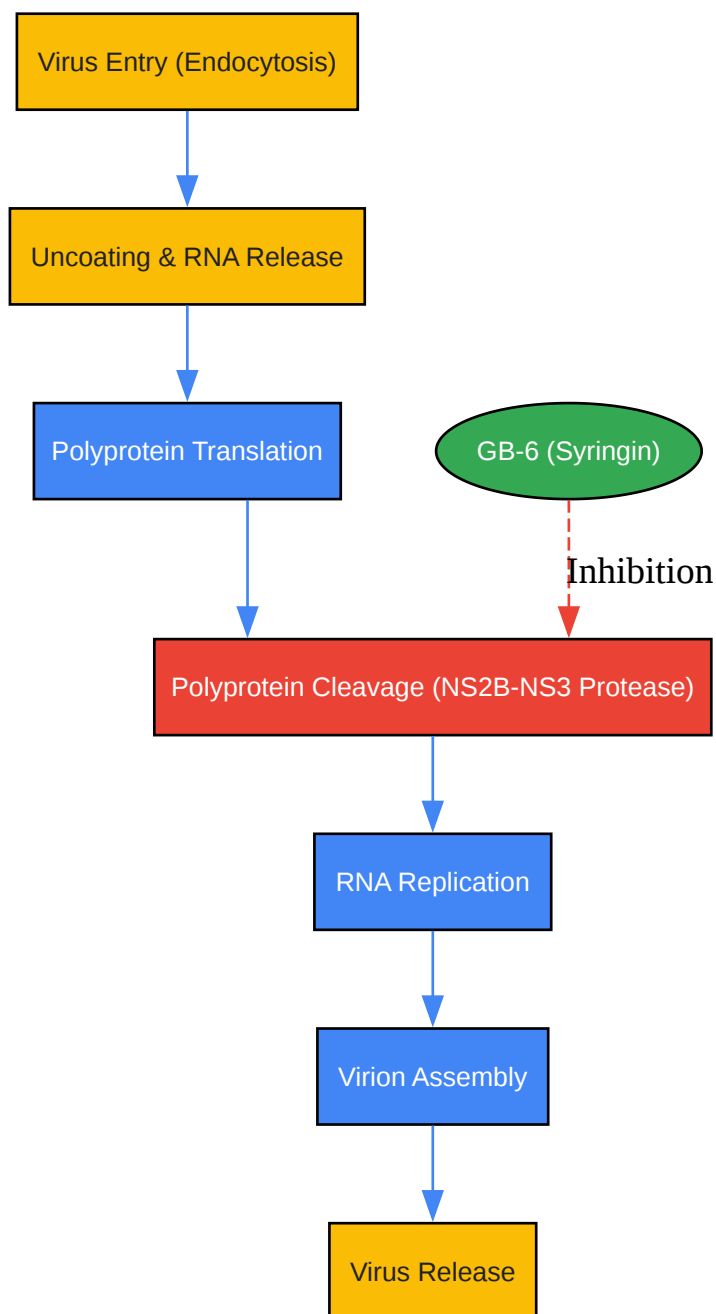 Virus Entry (Endocytosis)
Uncoating & RNA Release
Polyprotein Translation
GB-6 (Syringin)
Inhibition
Polyprotein Cleavage (NS2B-NS3 Protease)
RNA Replication
Virion Assembly
Virus Release